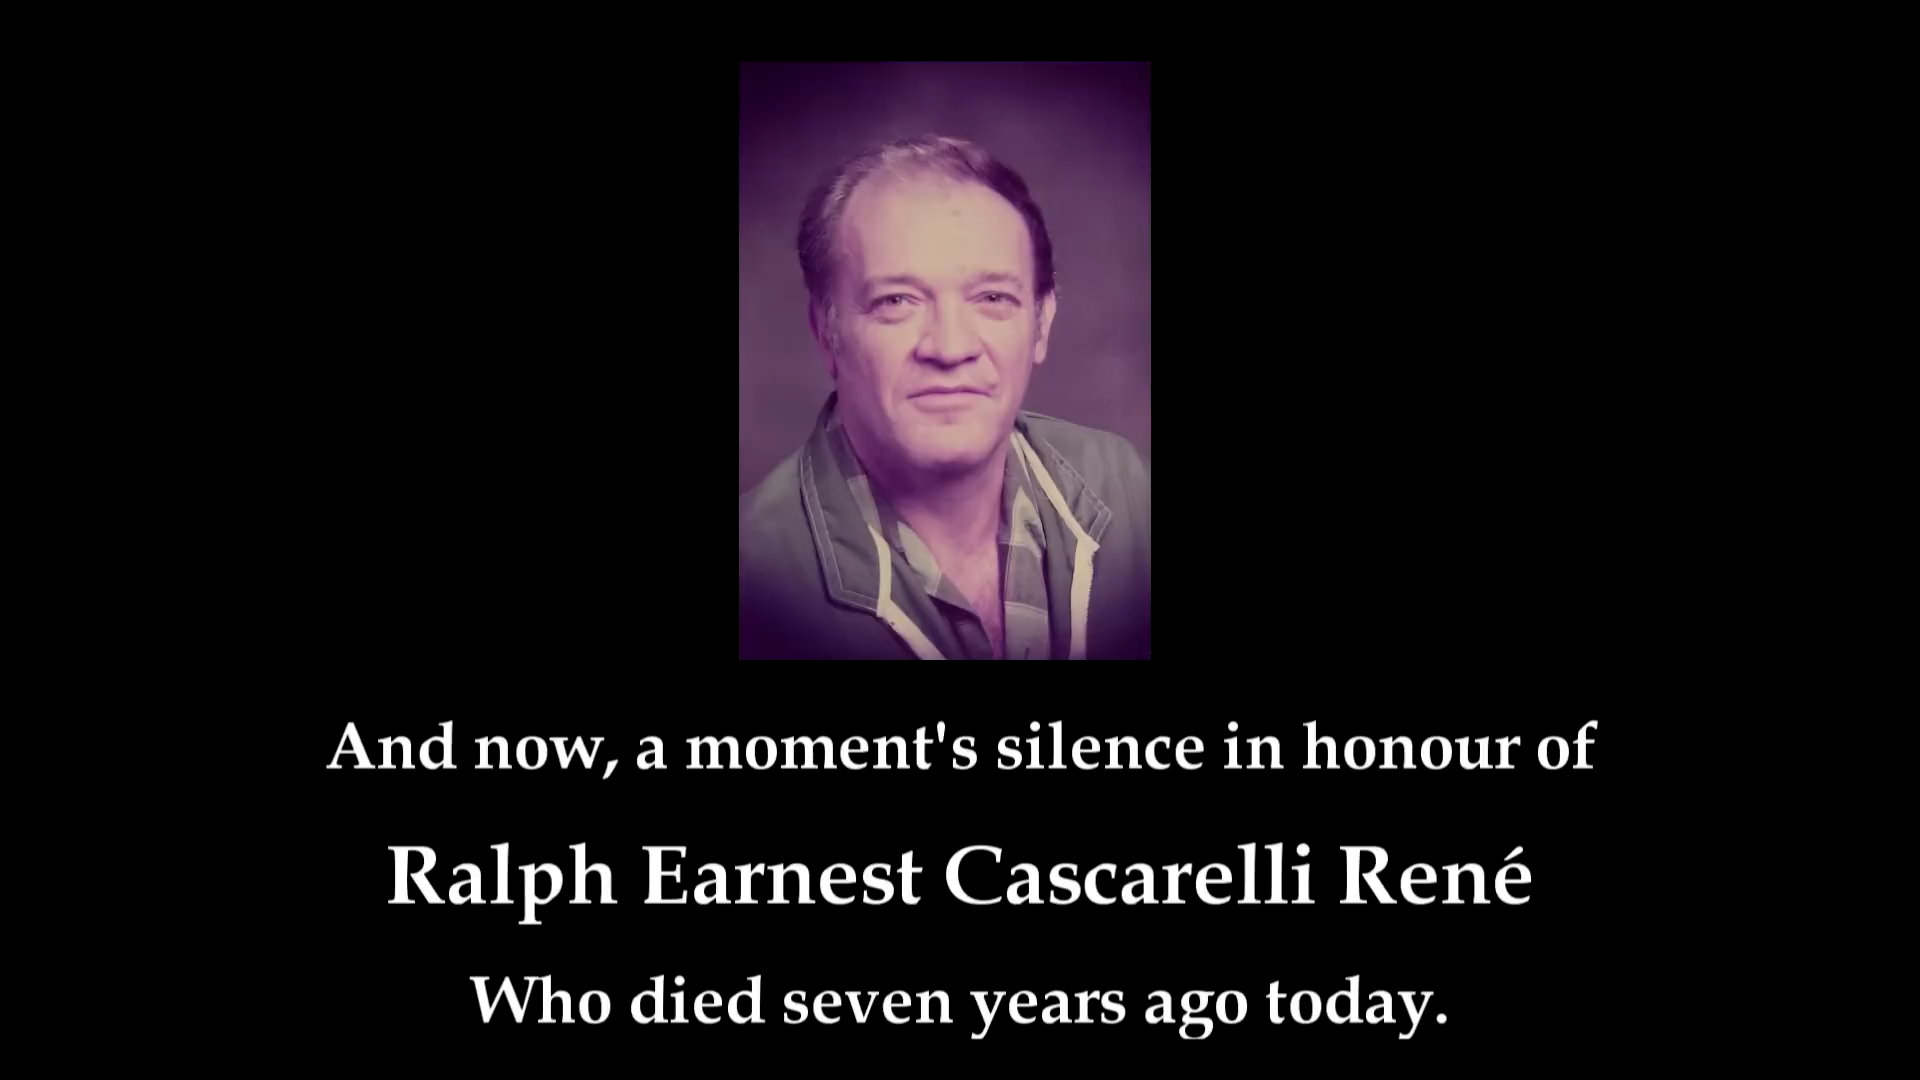 And now, a moment's silence in honour of
Ralph Earnest Cascarelli René
Who died seven years ago today.